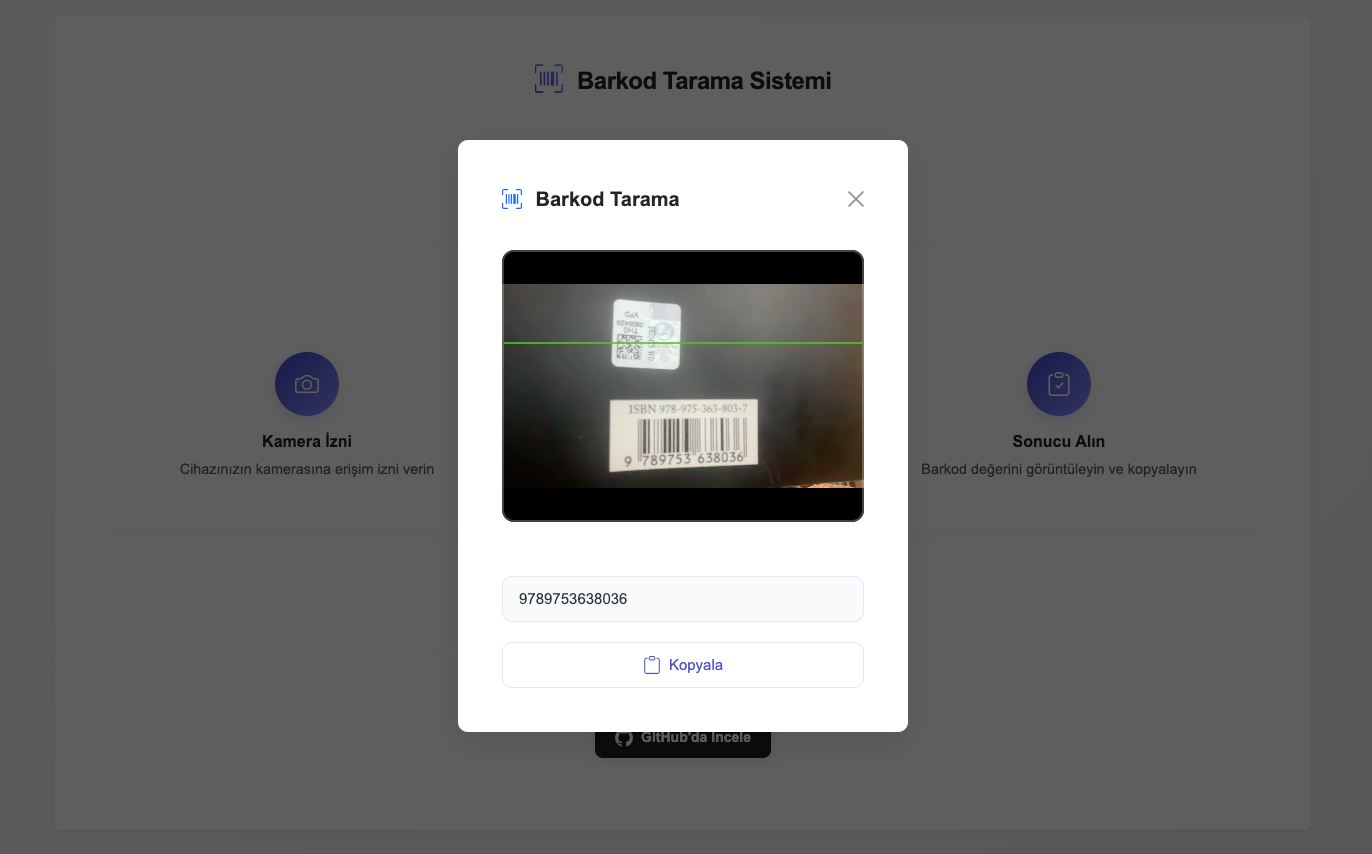 Barkod Tarama Sistemi
Barkod Tarama
ISBN 978-975-363-803-7
9 789753 638036
Kamera İzni
Cihazınızın kamerasına erişim izni verin
Sonucu Alın
Barkod değerini görüntüleyin ve kopyalayın
9789753638036
Kopyala
GitHub'da İncele